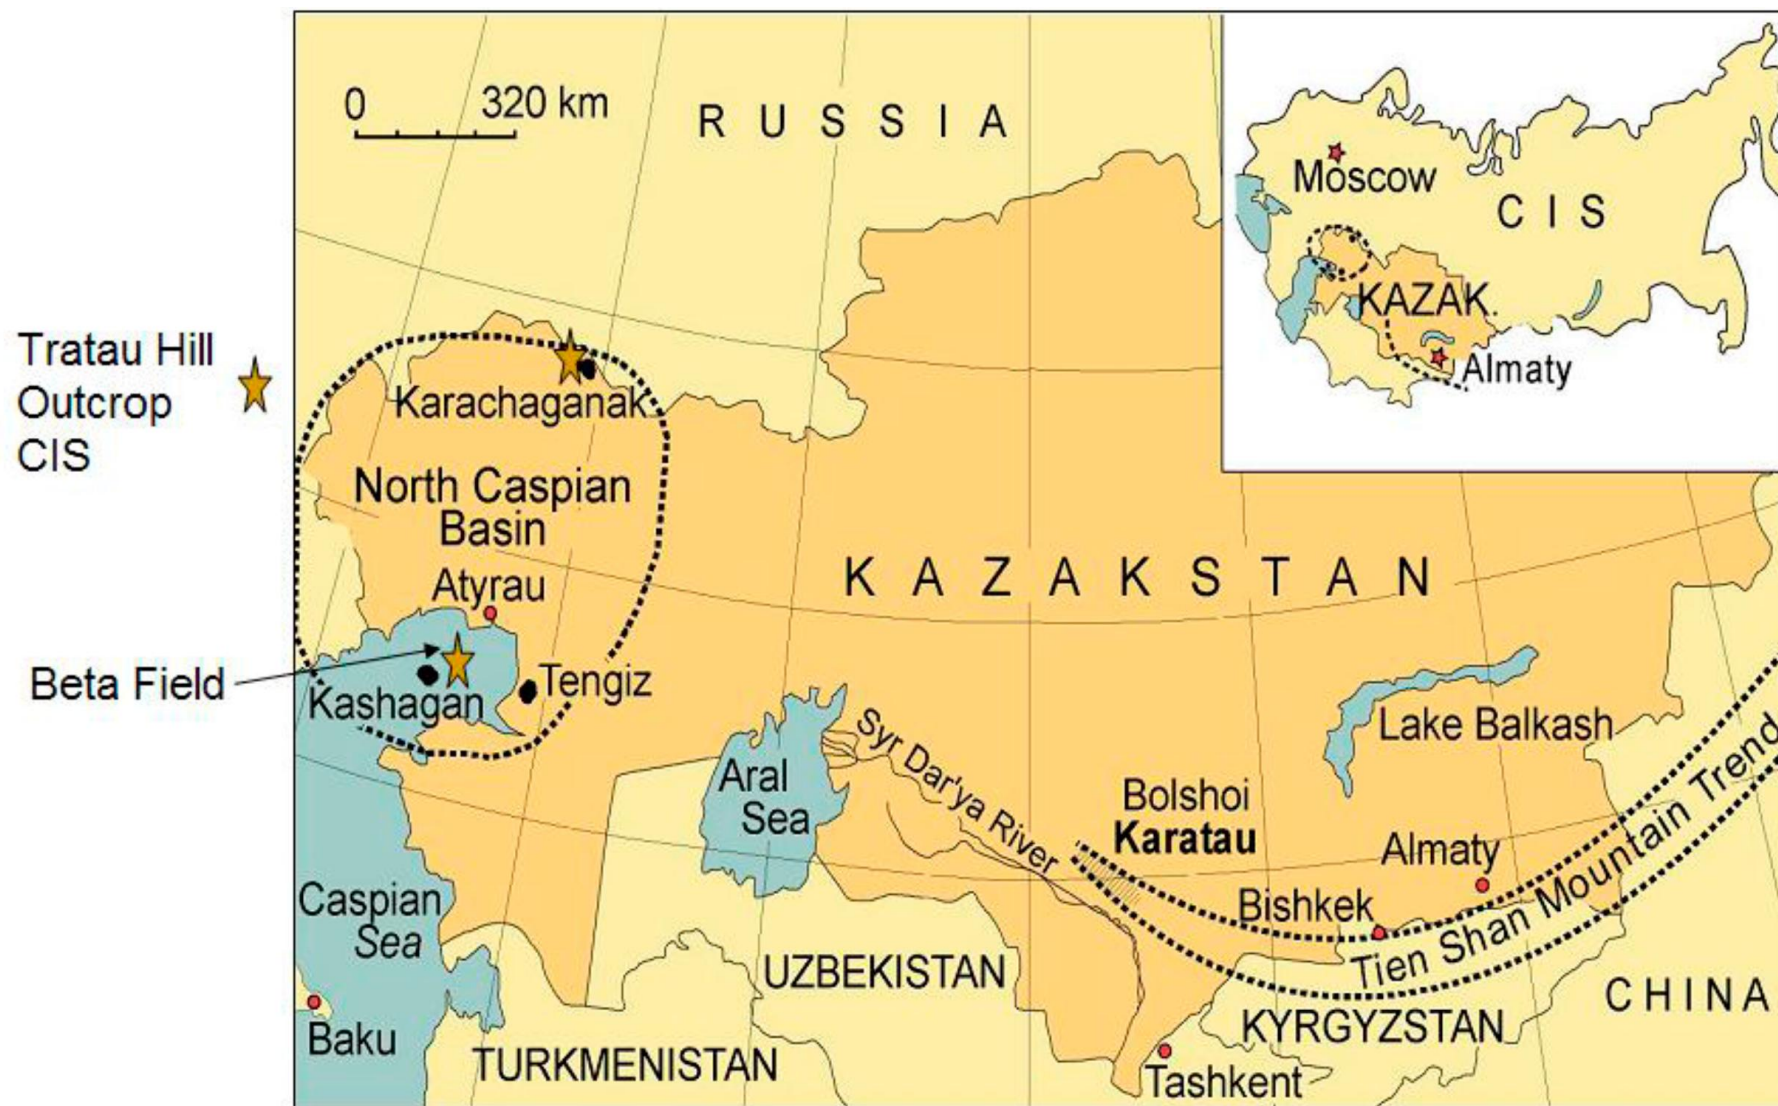 0 320 km
RUSSIA
Moscow
CIS
KAZAK.
Almaty
Tratau Hill
Outcrop
CIS
Karachaganak
North Caspian
Basin
Atyrau
KAZAKSTAN
Beta Field
Kashagan
Tengiz
Lake Balkash
Aral
Sea
Syr Dar'ya River
Bolshoi
Karatau
Almaty
Bishkek
Tien Shan Mountain Trend
Caspian
Sea
UZBEKISTAN
CHINA
KYRGYZSTAN
Baku
TURKMENISTAN
Tashkent